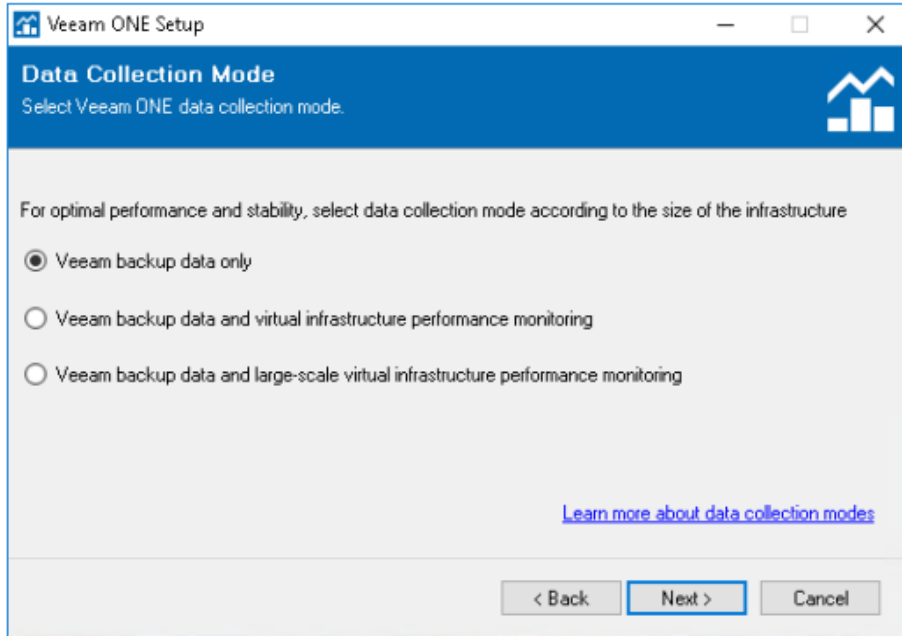 Veeam ONE Setup
Data Collection Mode
Select Veeam ONE data collection mode.
For optimal performance and stability, select data collection mode according to the size of the infrastructure
Veeam backup data only
Veeam backup data and virtual infrastructure performance monitoring
Veeam backup data and large-scale virtual infrastructure performance monitoring
Learn more about data collection modes
< Back Next > Cancel